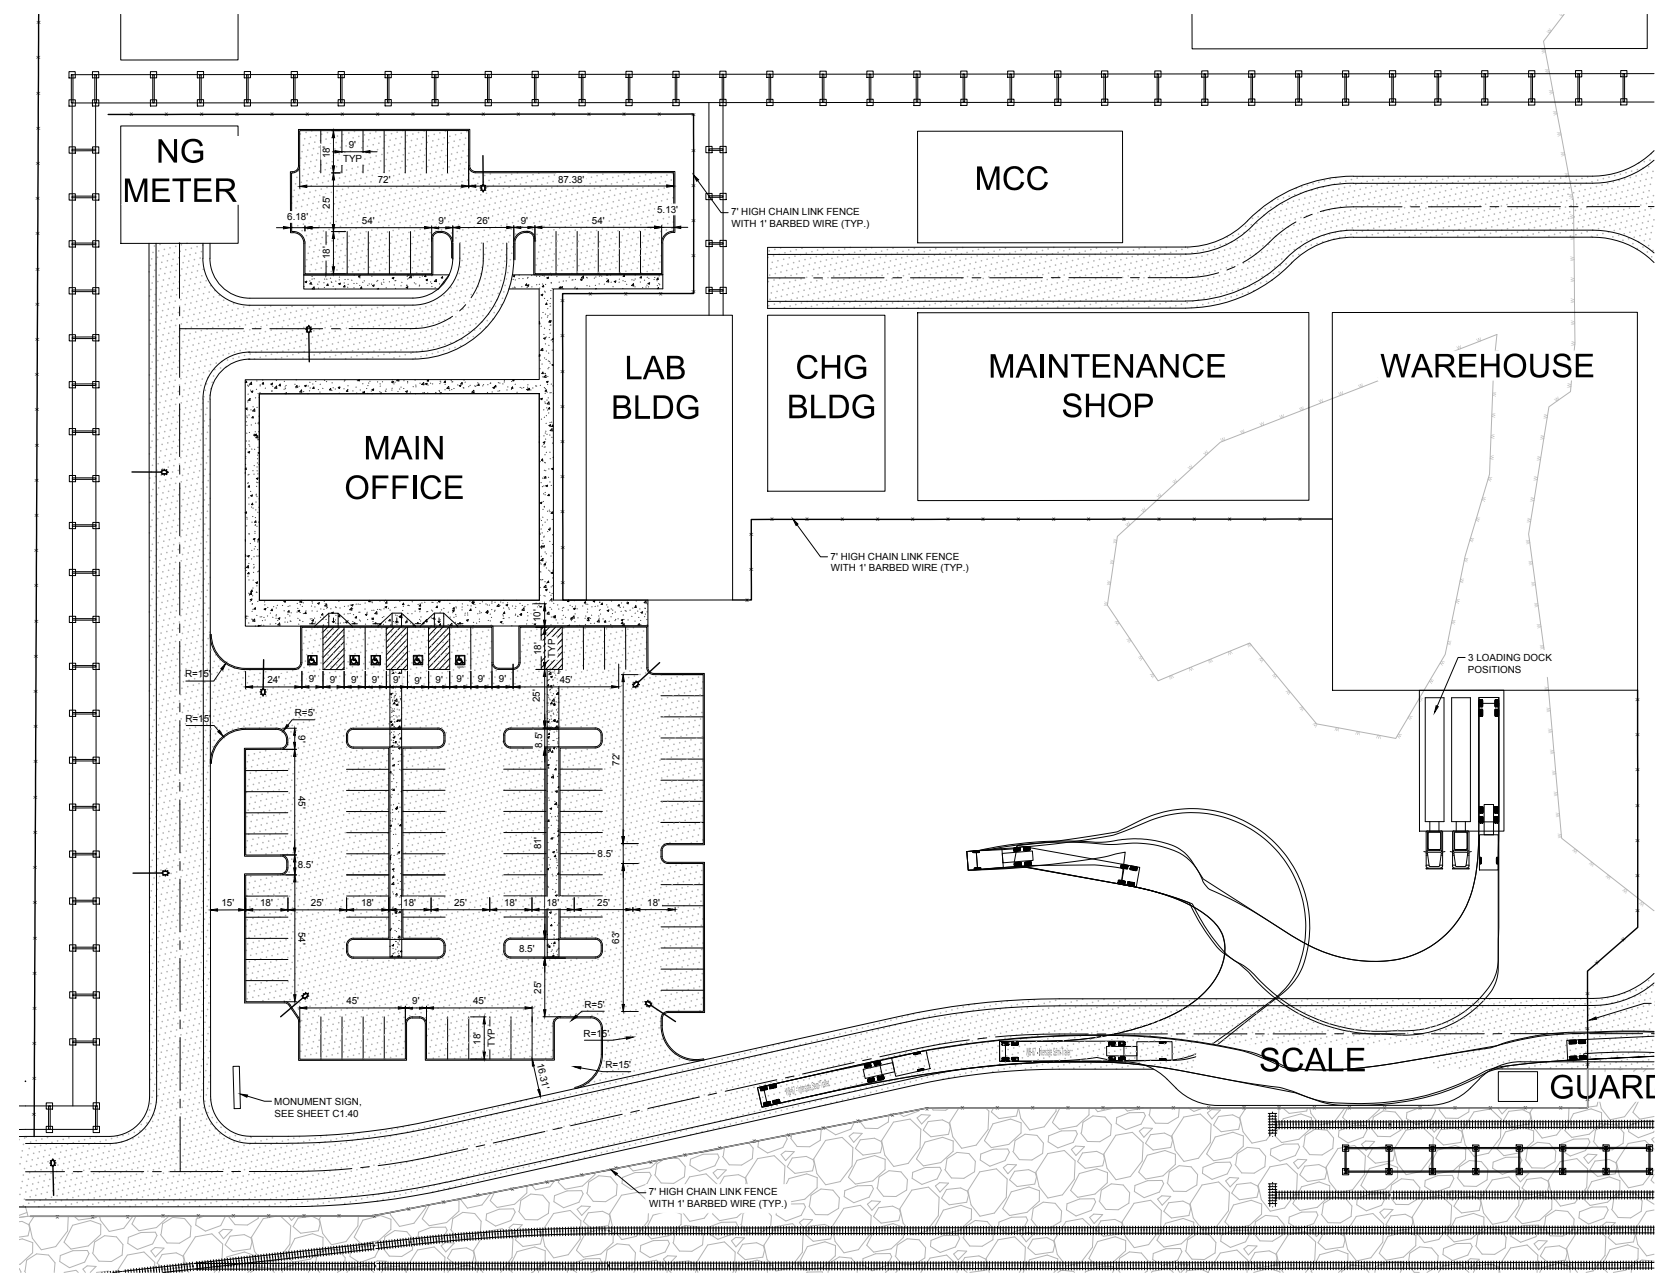 NG
METER
18'
9'
TYP
72'
87.38'
25'
6.18'
54'
9'
26'
9'
54'
5.13'
18'
7' HIGH CHAIN LINK FENCE
WITH 1' BARBED WIRE (TYP.)
MCC
LAB
BLDG
CHG
BLDG
MAINTENANCE
SHOP
WAREHOUSE
MAIN
OFFICE
7' HIGH CHAIN LINK FENCE
WITH 1' BARBED WIRE (TYP.)
10'
18'
TYP
R=15'
24'
9'
9'
9'
9'
9'
9'
9'
9'
9'
9'
45'
25'
3 LOADING DOCK
POSITIONS
R=15'
R=5'
9'
8.5'
72'
45'
81'
8.5'
8.5'
15'
18'
25'
18'
18'
25'
18'
18'
25'
18'
54'
63'
8.5'
25'
45'
9'
45'
R=5'
18'
TYP
R=15'
R=15'
16.31'
SCALE
GUARD
MONUMENT SIGN,
SEE SHEET C1.40
7' HIGH CHAIN LINK FENCE
WITH 1' BARBED WIRE (TYP.)